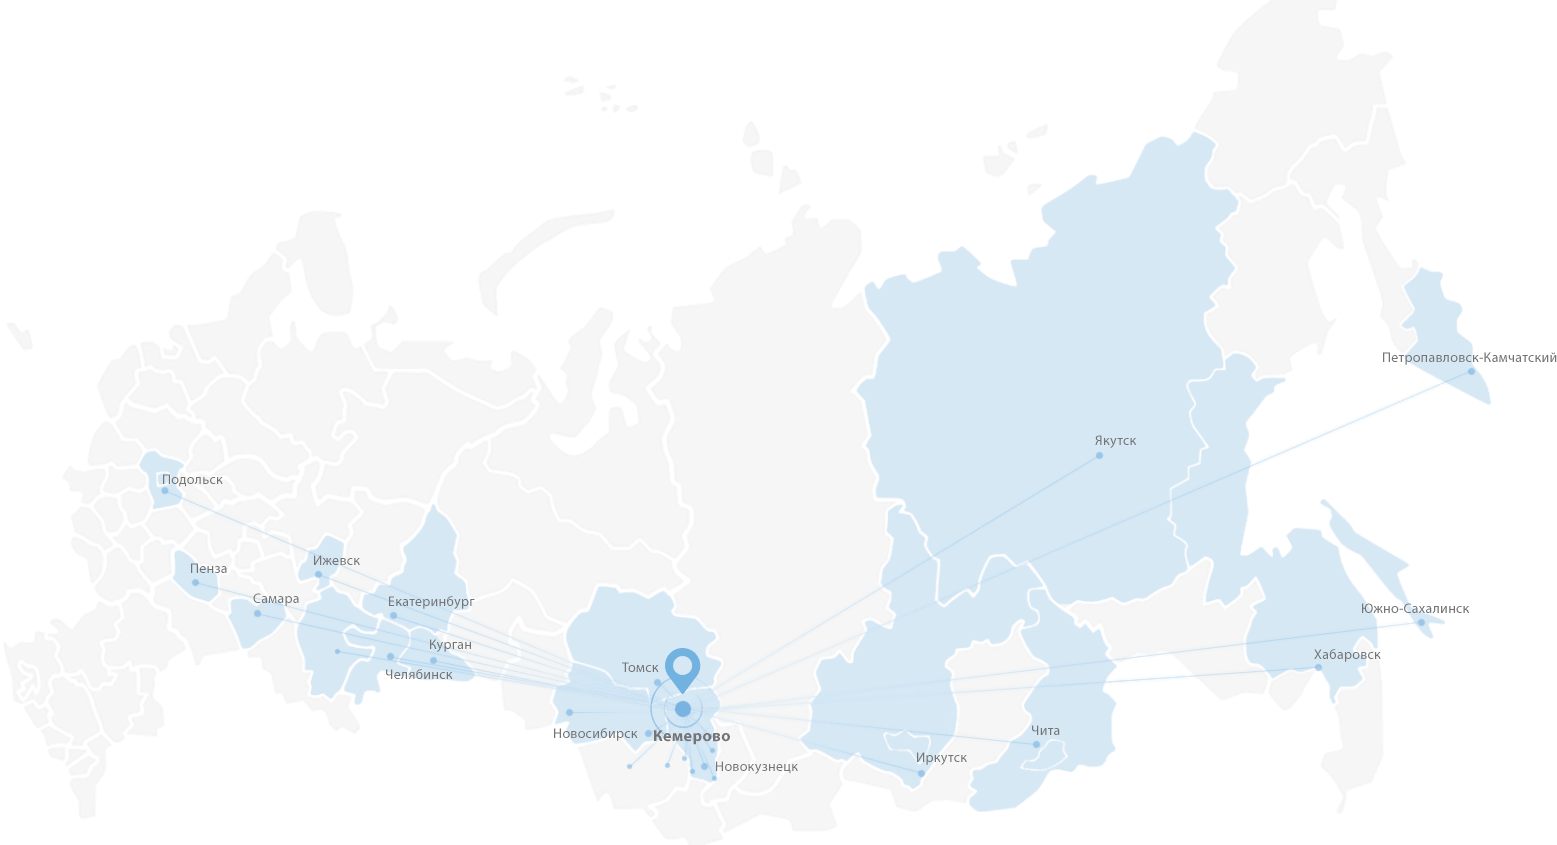 Петропавловск-Камчатский
Якутск
Подольск
Ижевск
Пенза
Самара
Екатеринбург
Южно-Сахалинск
Курган
Хабаровск
Томск
Челябинск
Чита
Новосибирск
Кемерово
Иркутск
Новокузнецк